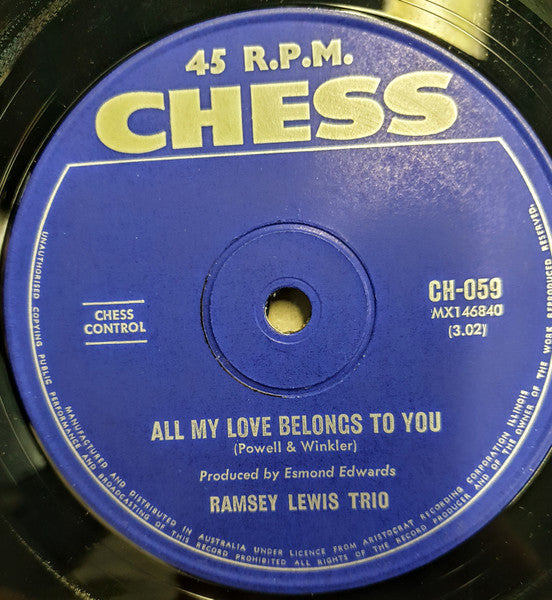 45 R.P.M.
CHESS
CHESS
CONTROL
CH-059
MX146840
(3.02)
ALL MY LOVE BELONGS TO YOU
(Powell & Winkler)
Produced by Esmond Edwards
RAMSEY LEWIS TRIO
UNAUTHORISED COPYING PUBLIC PERFORMANCE AND BROADCASTING OF THIS RECORD PROHIBITED ALL RIGHTS OF THE RECORD PRODUCER AND OF THE OWNER OF THE WORK REPRODUCED RESERVED.
MANUFACTURED AND DISTRIBUTED IN AUSTRALIA UNDER LICENCE FROM ARISTOCRAT RECORDING CORPORATION ILLINOIS